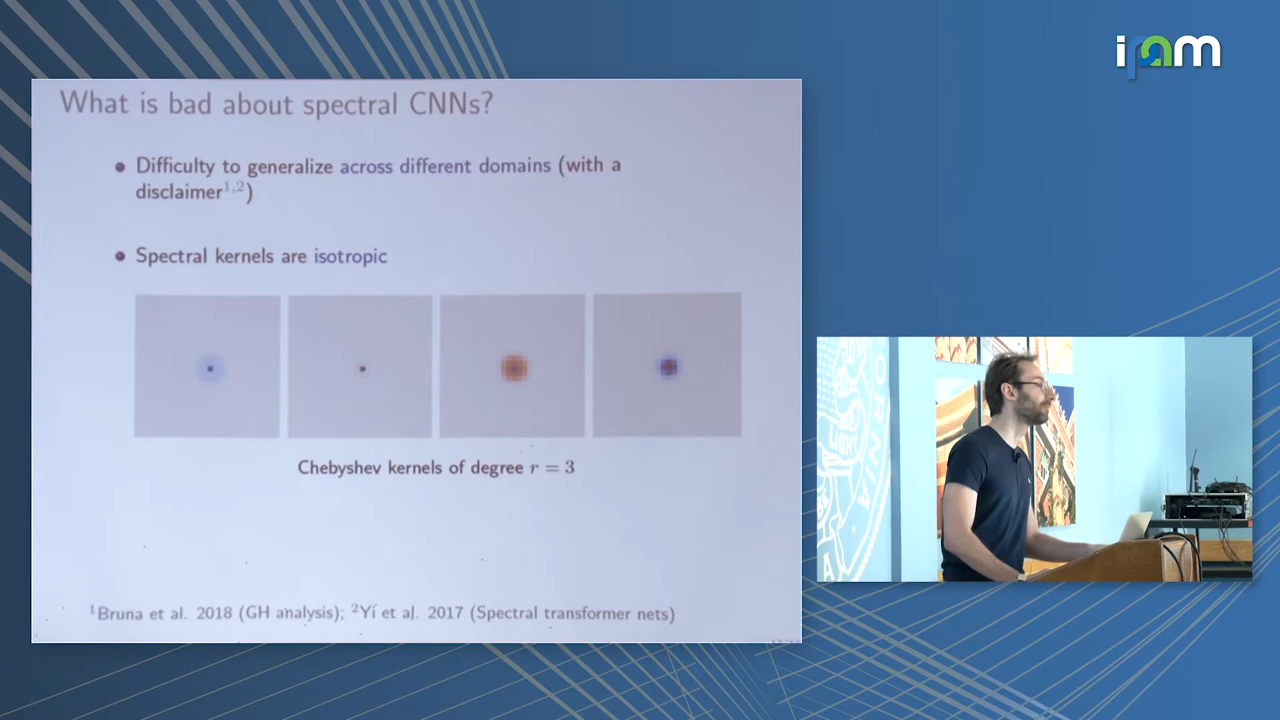 ipam
What is bad about spectral CNNs?
• Difficulty to generalize across different domains (with a
disclaimer1,2)
• Spectral kernels are isotropic
Chebyshev kernels of degree r = 3
1Bruna et al. 2018 (GH analysis); 2Yi et al. 2017 (Spectral transformer nets)
LIGHT
ORNIA
A